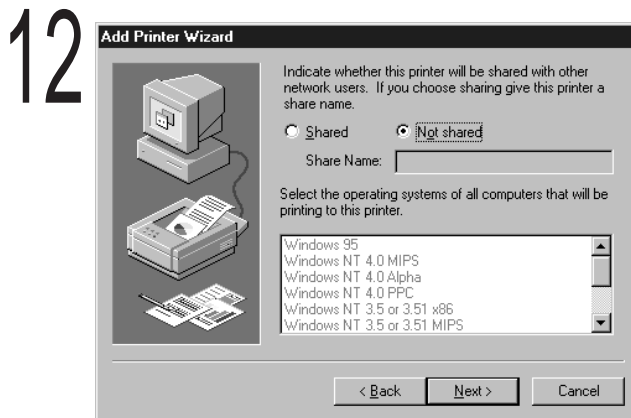 12
Add Printer Wizard
Indicate whether this printer will be shared with other
network users. If you choose sharing give this printer a
share name.
Shared Not shared
Share Name:
Select the operating systems of all computers that will be
printing to this printer.
Windows 95
Windows NT 4.0 MIPS
Windows NT 4.0 Alpha
Windows NT 4.0 PPC
Windows NT 3.5 or 3.51 x86
Windows NT 3.5 or 3.51 MIPS
< Back Next > Cancel